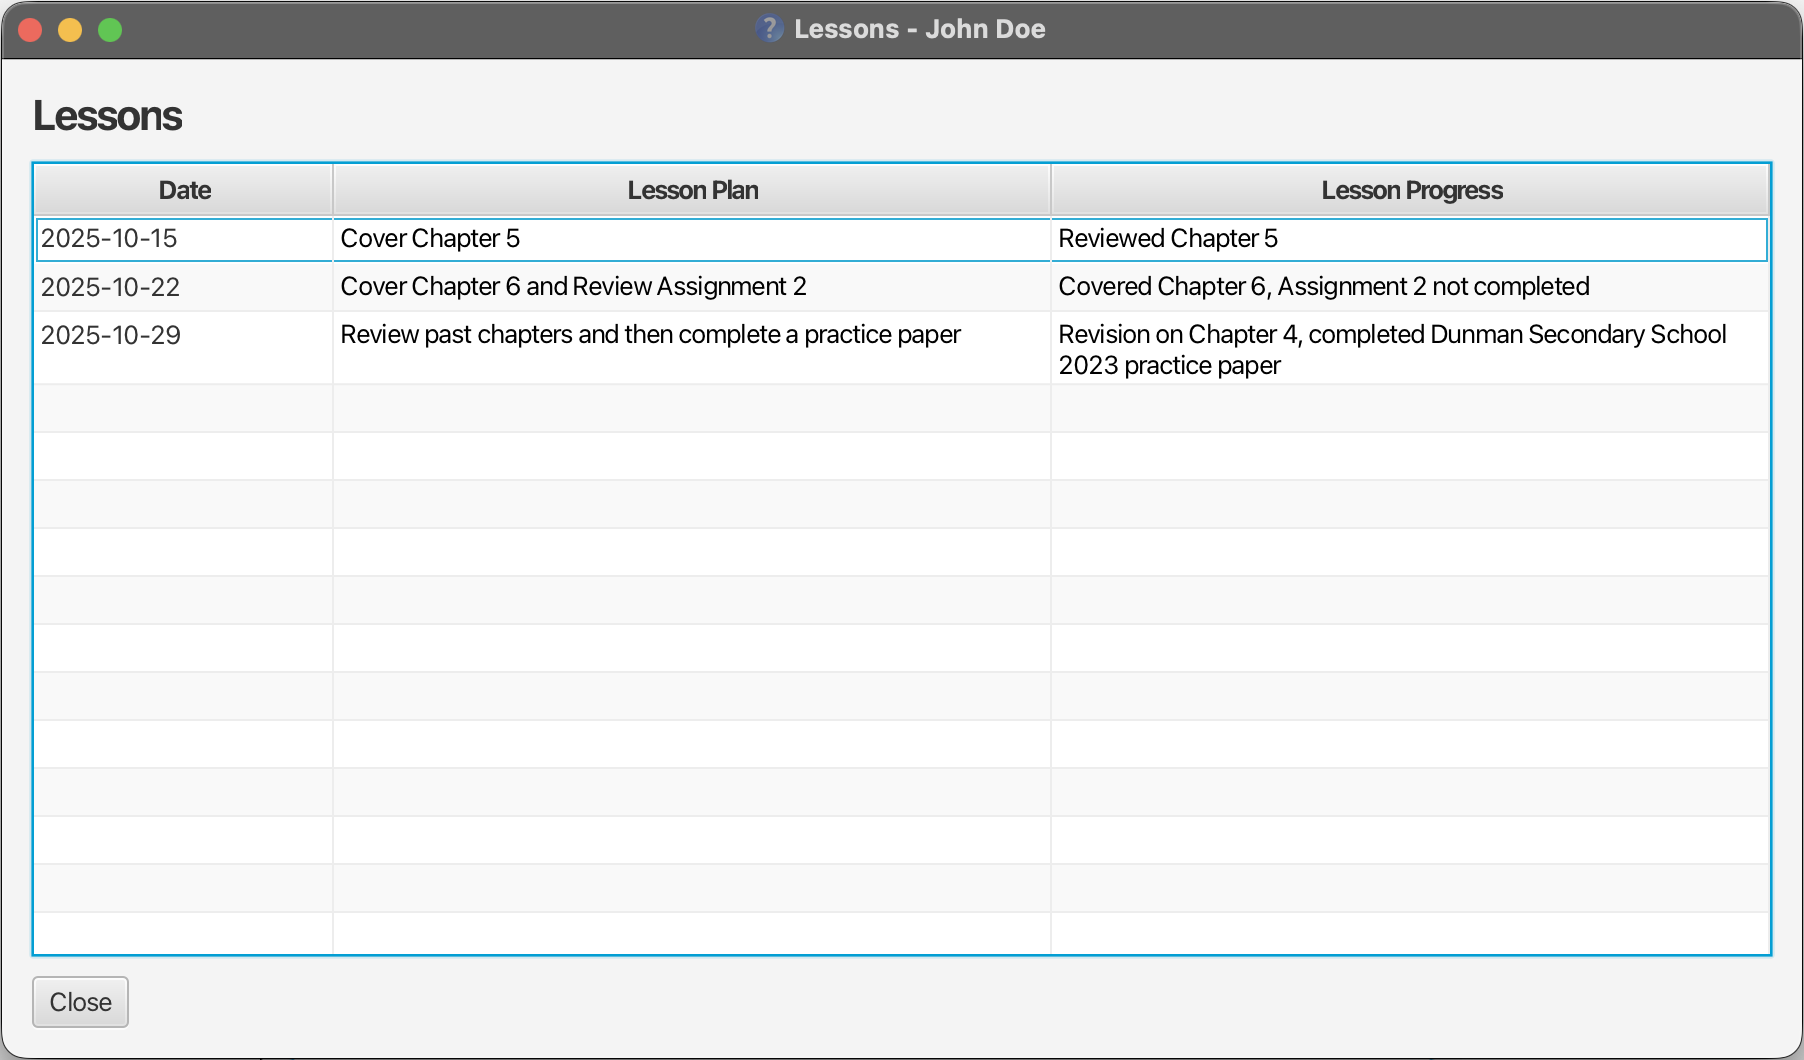 Lessons - John Doe
Lessons
Date Lesson Plan Lesson Progress
2025-10-15 Cover Chapter 5 Reviewed Chapter 5
2025-10-22 Cover Chapter 6 and Review Assignment 2 Covered Chapter 6, Assignment 2 not completed
2025-10-29 Review past chapters and then complete a practice paper Revision on Chapter 4, completed Dunman Secondary School
2023 practice paper
Close